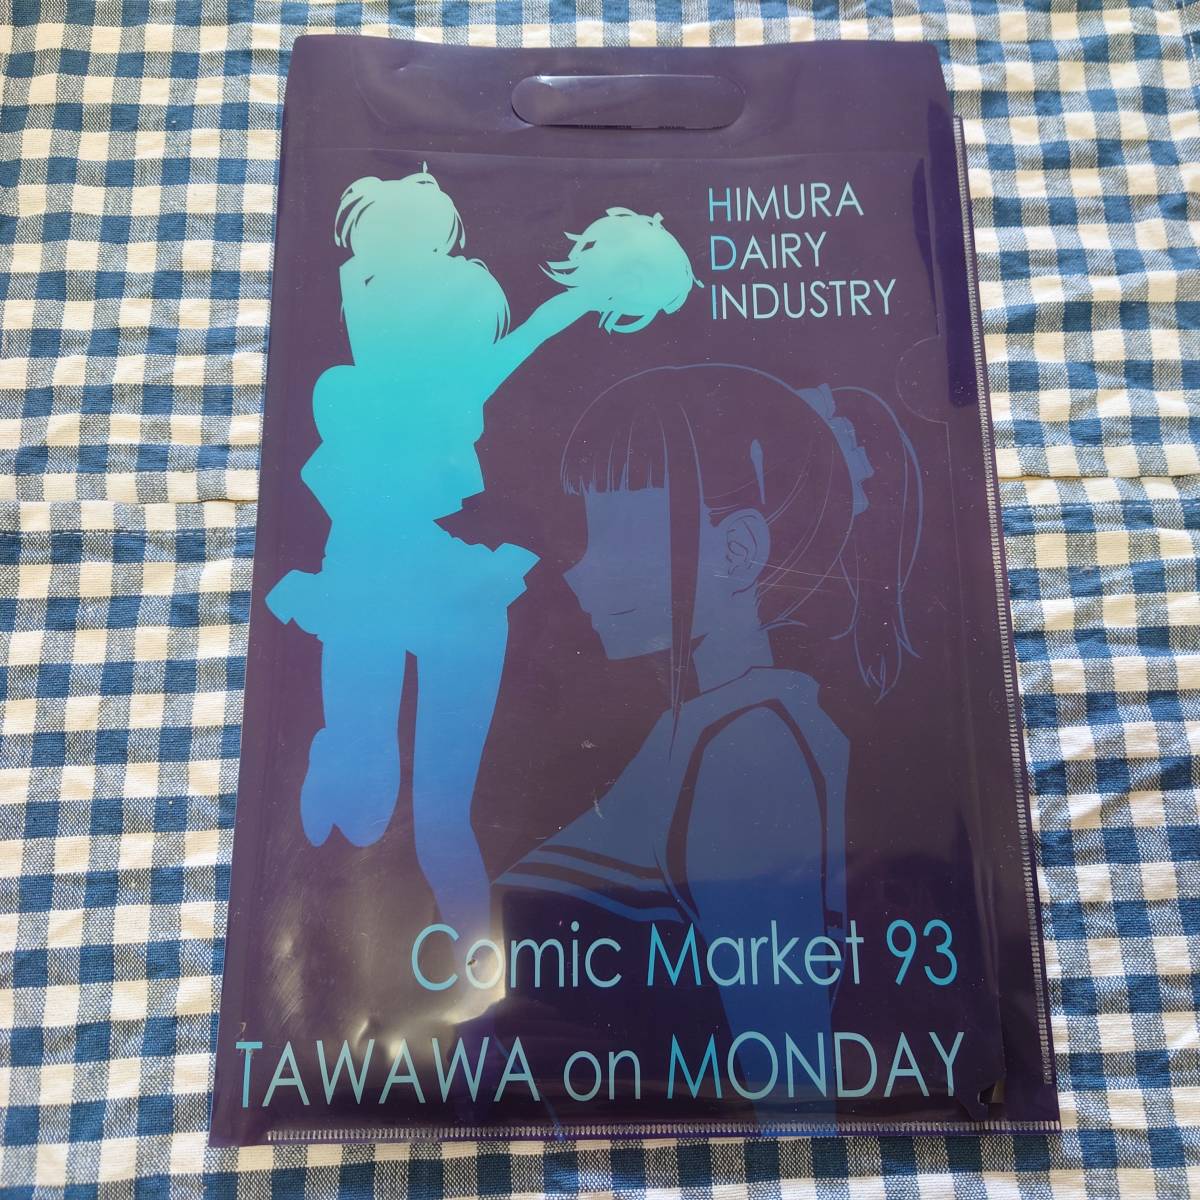 HIMURA
DAIRY
INDUSTRY
Comic Market 93
TAWAWA on MONDAY